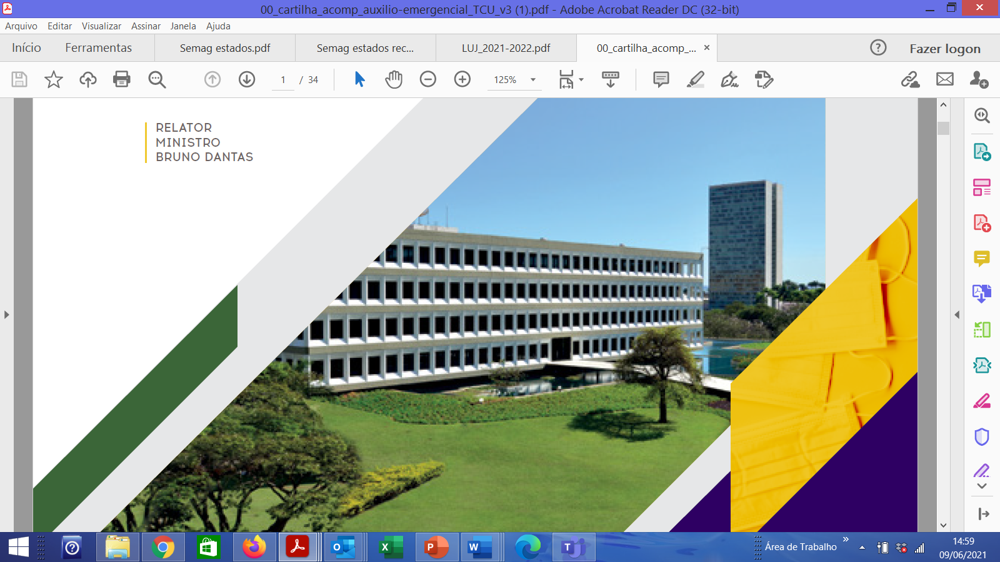 00_cartilha_acomp_auxilio-emergencial_TCU_v3 (1).pdf - Adobe Acrobat Reader DC (32-bit)
Arquivo Editar Visualizar Assinar Janela Ajuda
Início Ferramentas Semag estados.pdf Semag estados rec... LUJ_2021-2022.pdf 00_cartilha_acomp_... × Fazer logon
1 / 34 125%
RELATOR
MINISTRO
BRUNO DANTAS
Área de Trabalho
14:59
09/06/2021